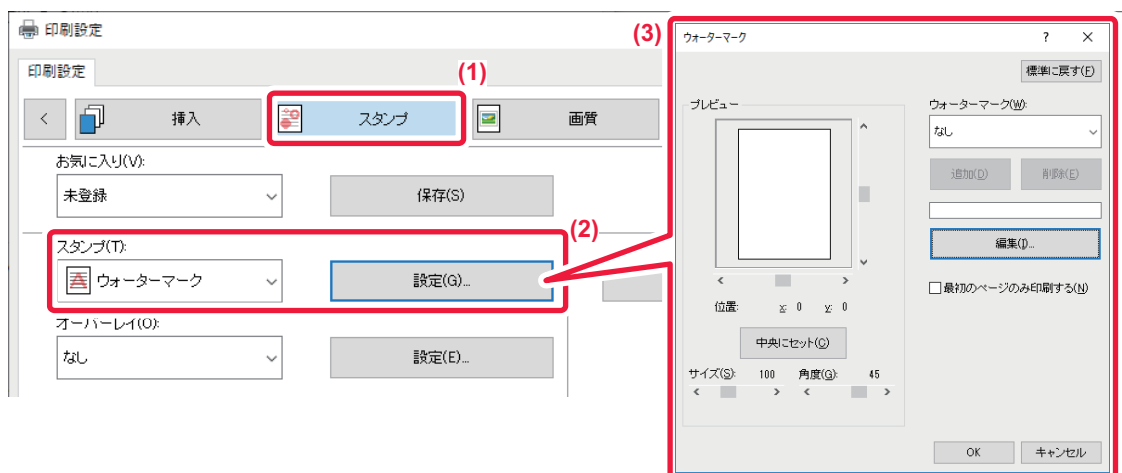 印刷設定
印刷設定
(1)
挿入
スタンプ
画質
お気に入り(V):
未登録
保存(S)
(2)
スタンプ(T):
ウォーターマーク
設定(G)...
オーバーレイ(O):
なし
設定(E)...
(3)
ウォーターマーク
標準に戻す(F)
プレビュー
ウォーターマーク(W):
なし
追加(D)
削除(E)
編集(I)...
最初のページのみ印刷する(N)
位置: x: 0 y: 0
中央にセット(C)
サイズ(S): 100 角度(G): 45
OK
キャンセル